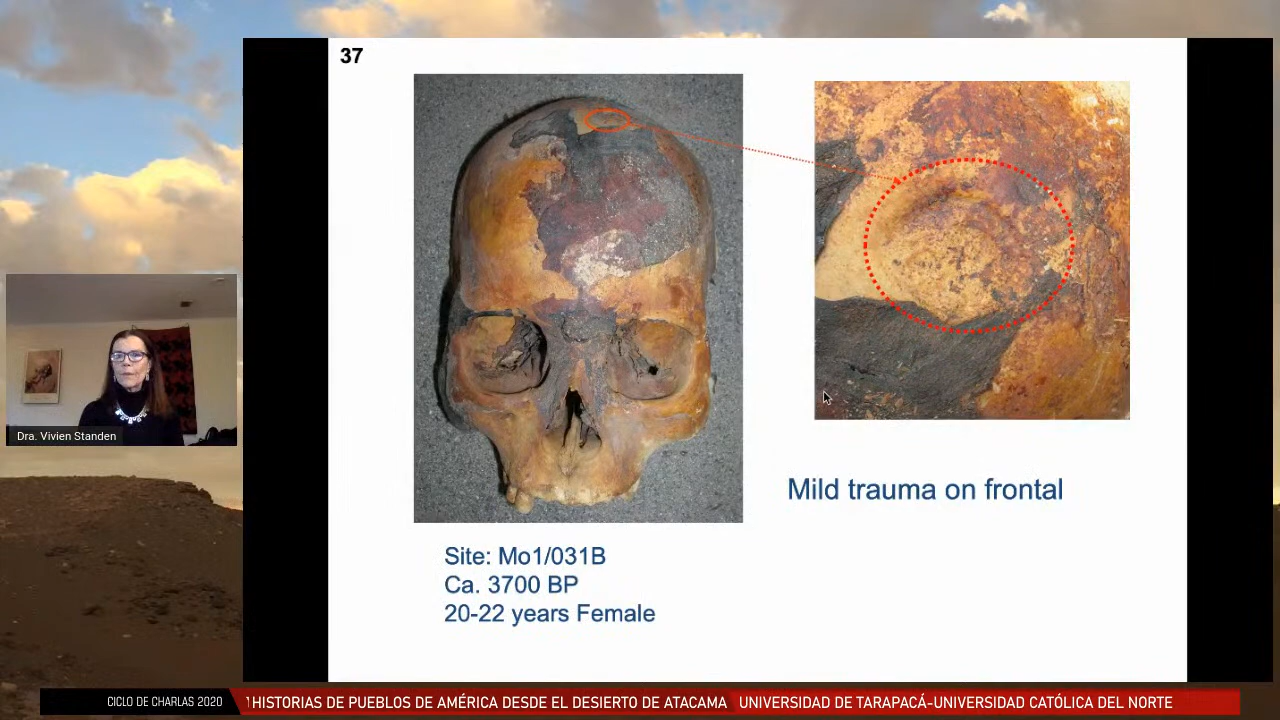 37
Mild trauma on frontal
Site: Mo1/031B
Ca. 3700 BP
20-22 years Female
Dra. Vivien Standen
CICLO DE CHARLAS 2020
HISTORIAS DE PUEBLOS DE AMÉRICA DESDE EL DESIERTO DE ATACAMA
UNIVERSIDAD DE TARAPACÁ-UNIVERSIDAD CATÓLICA DEL NORTE